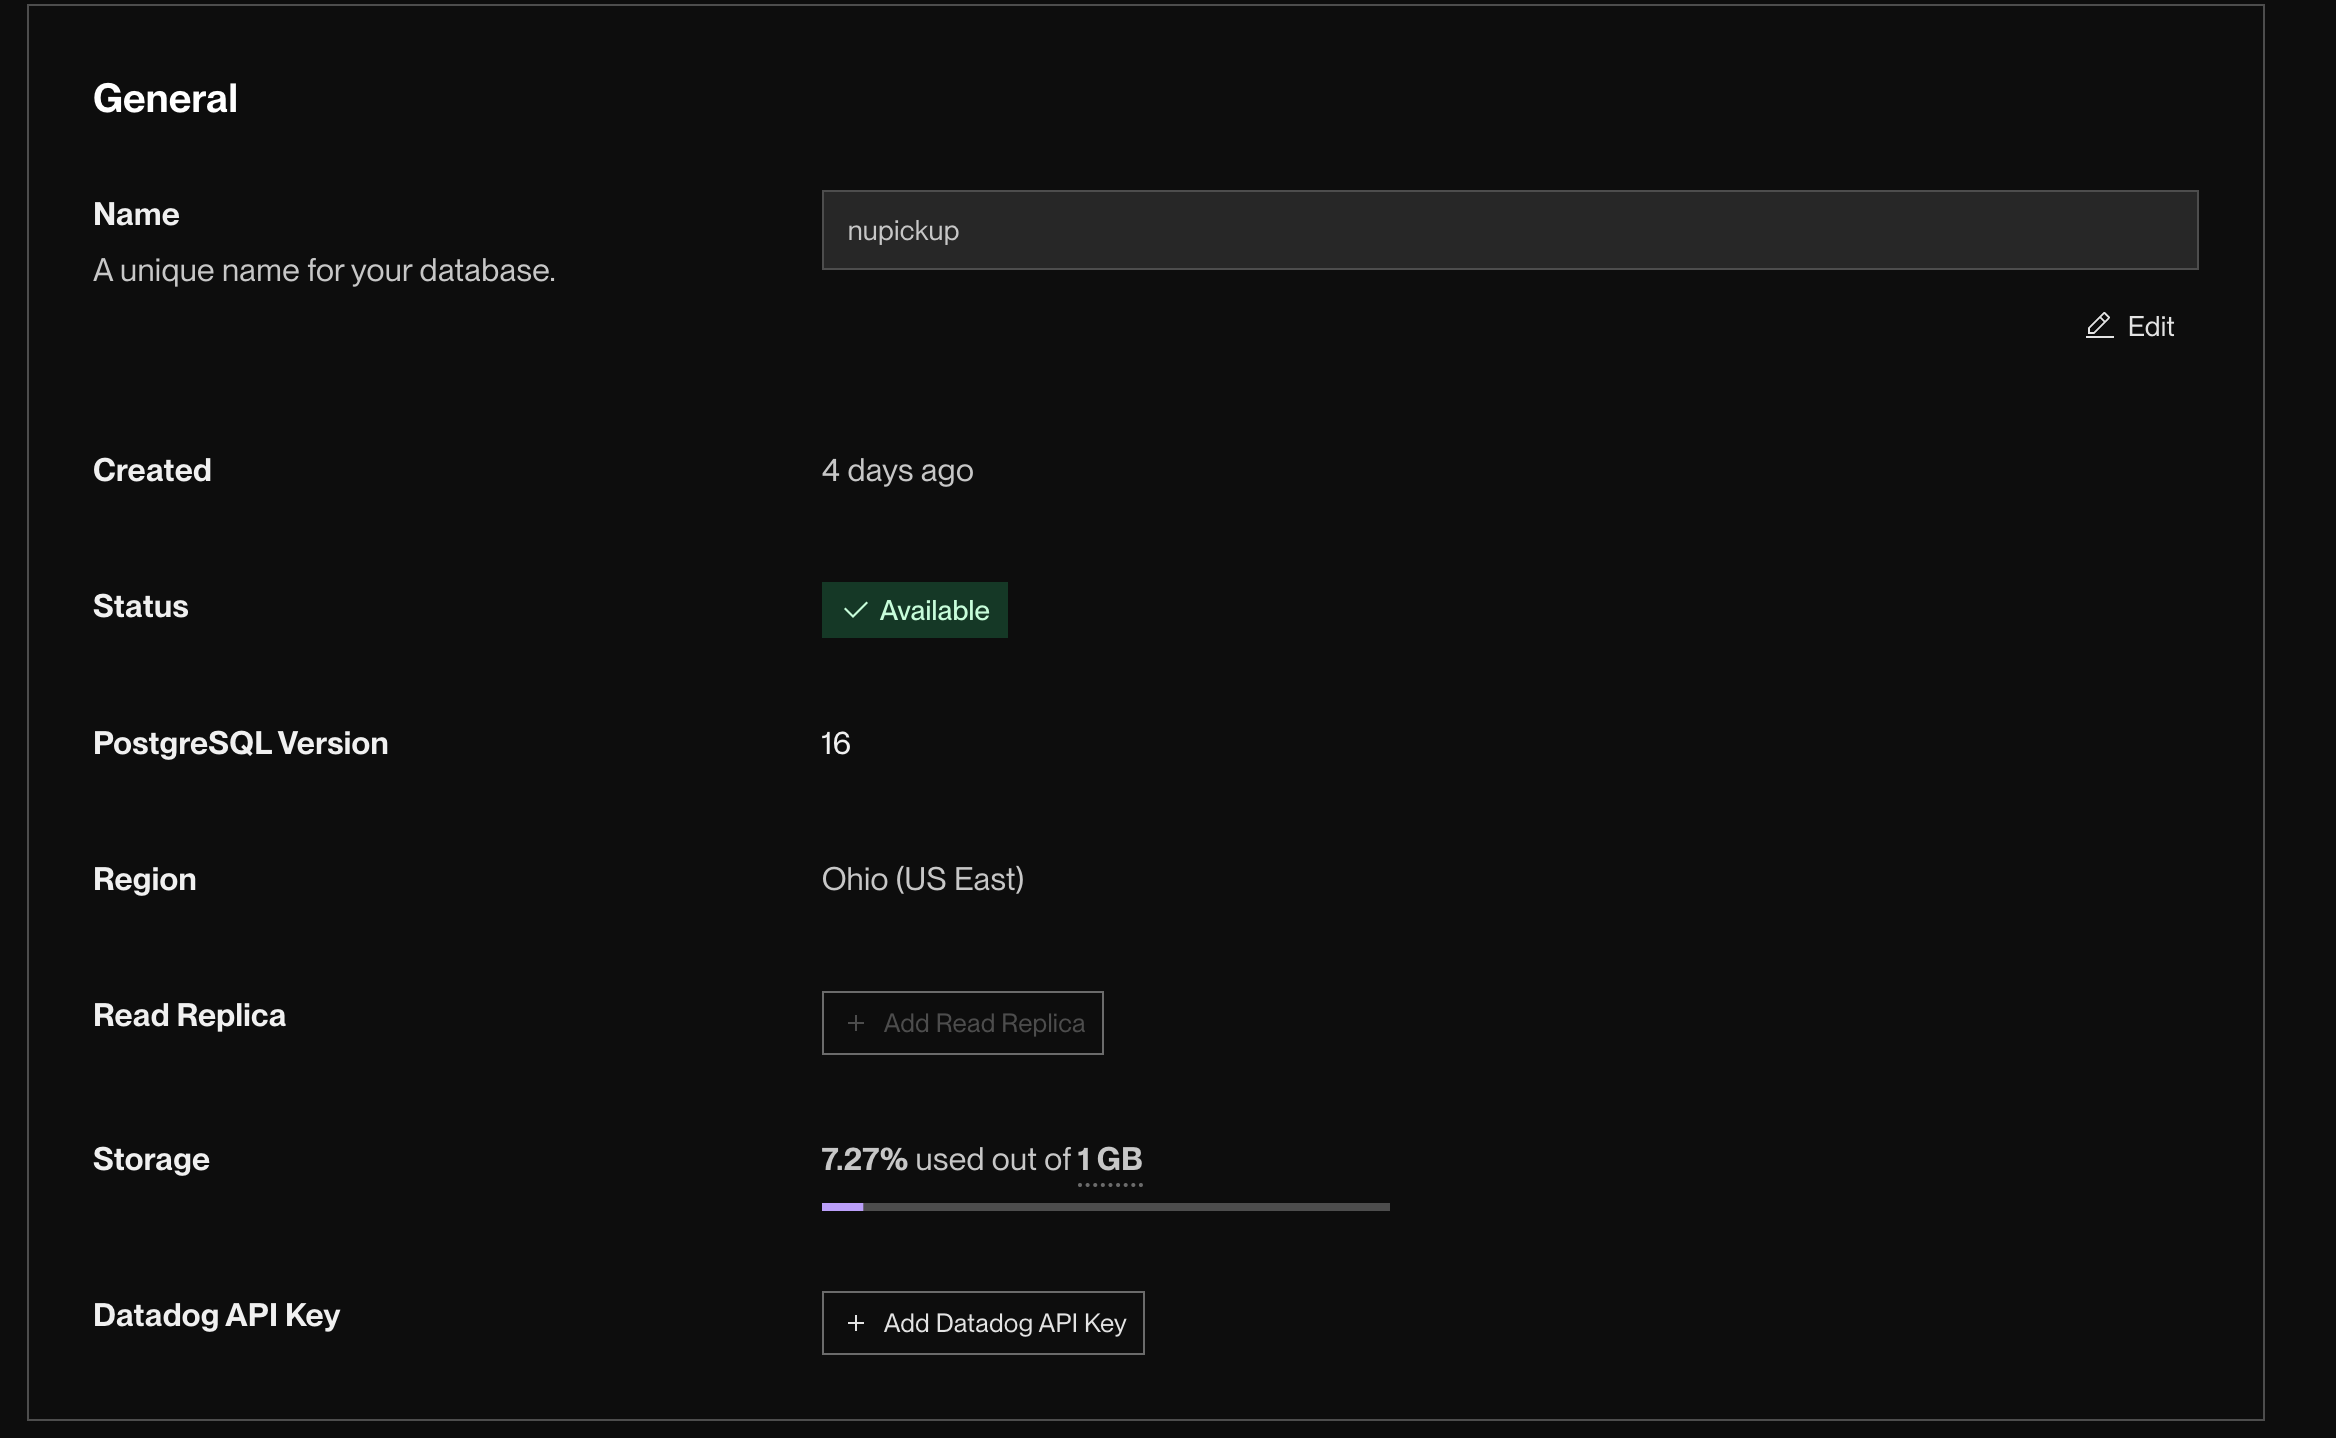 General
Name
A unique name for your database.
nupickup
Edit
Created
4 days ago
Status
Available
PostgreSQL Version
16
Region
Ohio (US East)
Read Replica
+ Add Read Replica
Storage
7.27% used out of 1 GB
Datadog API Key
+ Add Datadog API Key